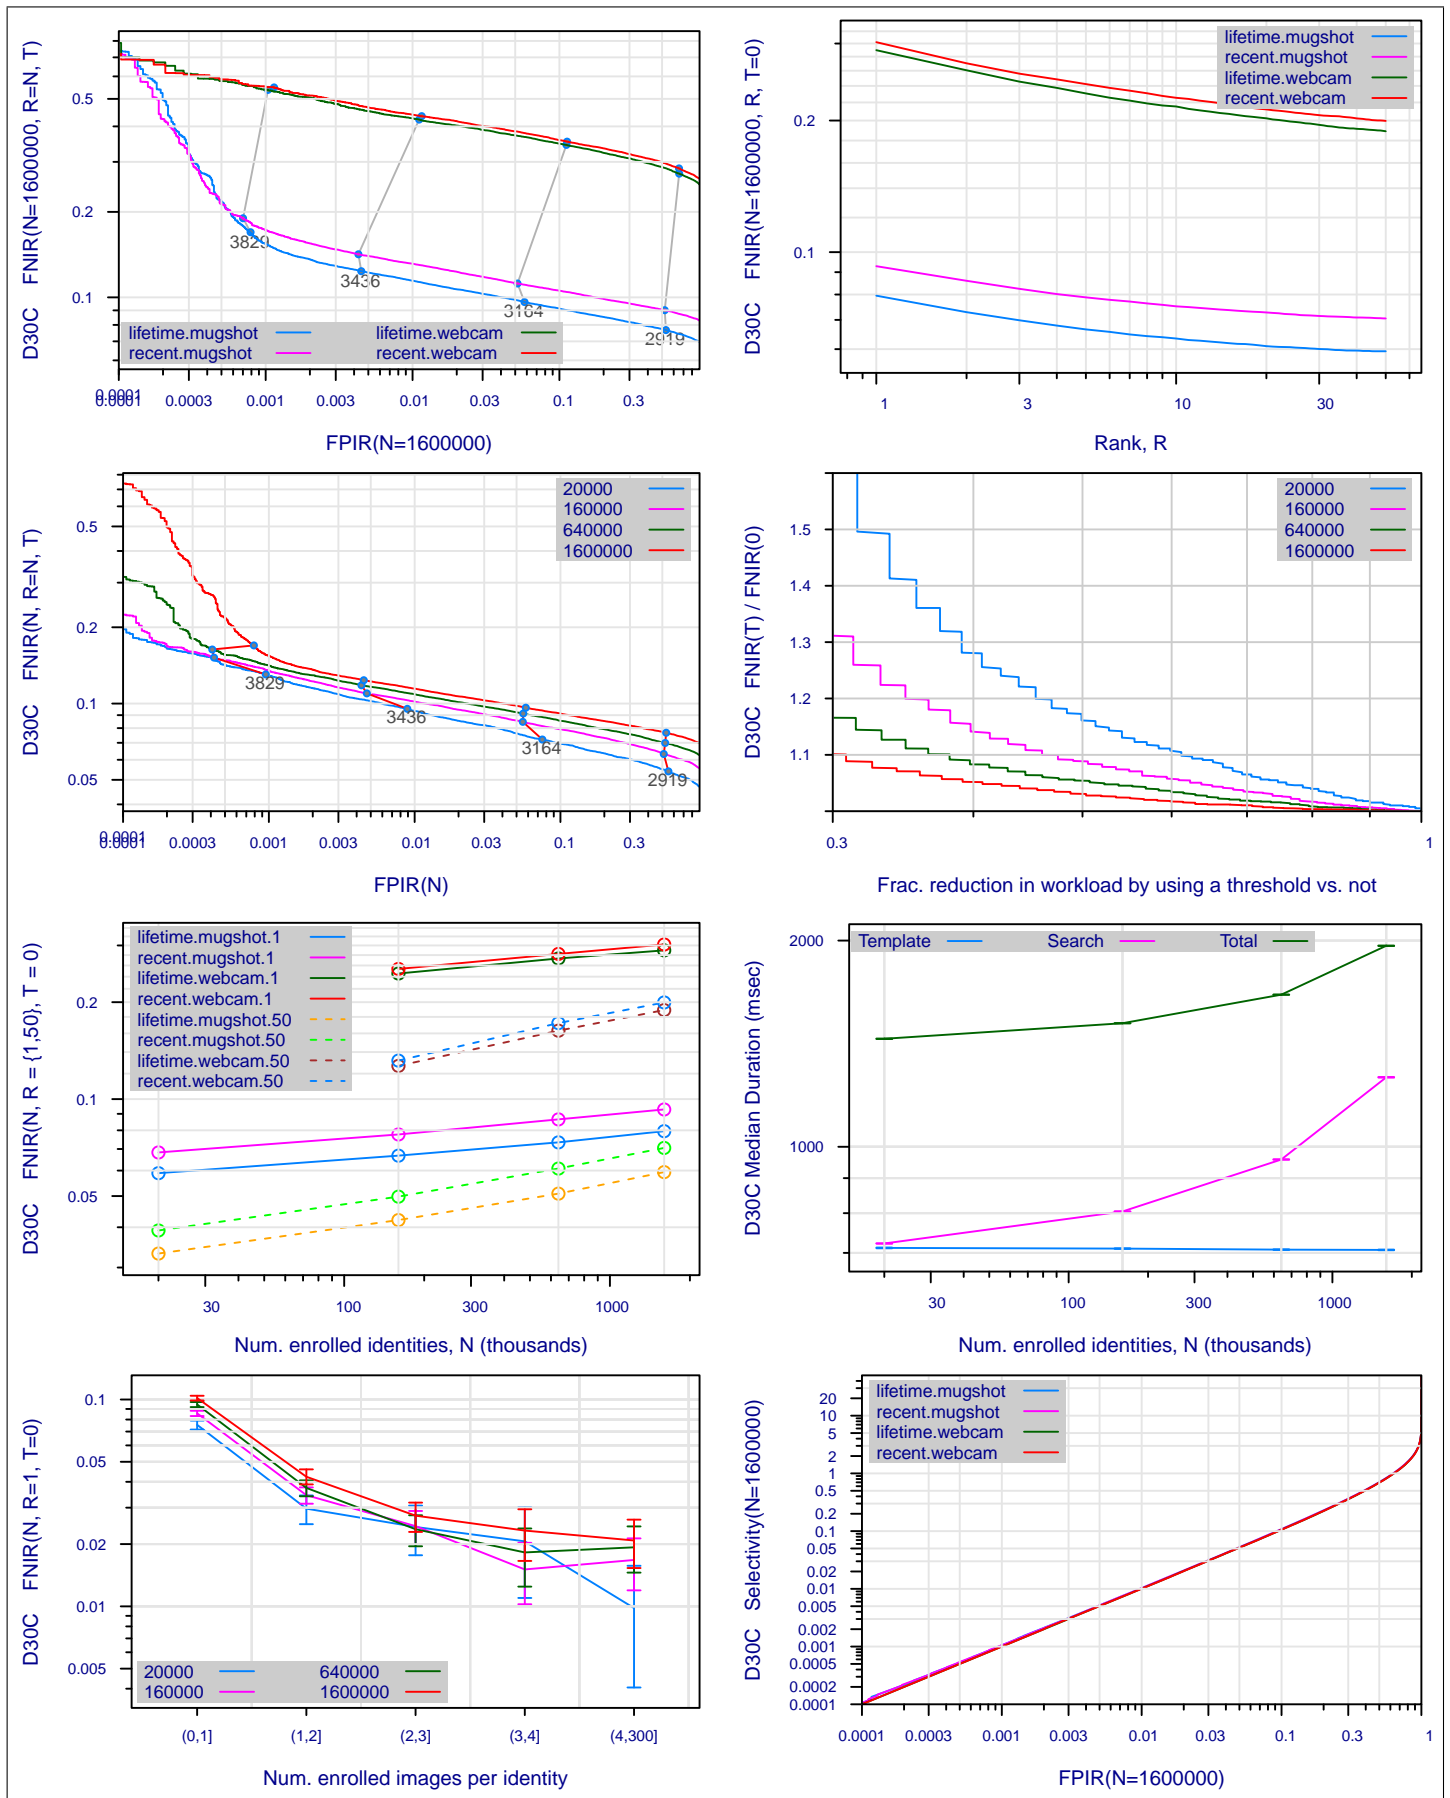 D30C FNIR(N=1600000, R=N, T)
0.5
0.2
0.1
3829
3436
3164
2919
lifetime.mugshot
recent.mugshot
lifetime.webcam
recent.webcam
0.0001
0.0001 0.0003 0.001 0.003 0.01 0.03 0.1 0.3
FPIR(N=1600000)
D30C FNIR(N=1600000, R, T=0)
0.2
0.1
lifetime.mugshot
recent.mugshot
lifetime.webcam
recent.webcam
1 3 10 30
Rank, R
D30C FNIR(N, R=N, T)
0.5
0.2
0.1
0.05
20000
160000
640000
1600000
3829
3436
3164
2919
0.0001
0.0001 0.0003 0.001 0.003 0.01 0.03 0.1 0.3
FPIR(N)
D30C FNIR(T) / FNIR(0)
1.5
1.4
1.3
1.2
1.1
20000
160000
640000
1600000
0.3 1
Frac. reduction in workload by using a threshold vs. not
D30C FNIR(N, R = {1,50}, T = 0)
0.2
0.1
0.05
lifetime.mugshot.1
recent.mugshot.1
lifetime.webcam.1
recent.webcam.1
lifetime.mugshot.50
recent.mugshot.50
lifetime.webcam.50
recent.webcam.50
30 100 300 1000
Num. enrolled identities, N (thousands)
D30C Median Duration (msec)
2000
1000
Template Search Total
30 100 300 1000
Num. enrolled identities, N (thousands)
D30C FNIR(N, R=1, T=0)
0.1
0.05
0.02
0.01
0.005
20000 640000
160000 1600000
(0,1] (1,2] (2,3] (3,4] (4,300]
Num. enrolled images per identity
D30C Selectivity(N=1600000)
20
10
5
2
1
0.5
0.2
0.1
0.05
0.02
0.01
0.005
0.002
0.001
0.0005
0.0002
0.0001
lifetime.mugshot
recent.mugshot
lifetime.webcam
recent.webcam
0.0001 0.0003 0.001 0.003 0.01 0.03 0.1 0.3 1
FPIR(N=1600000)